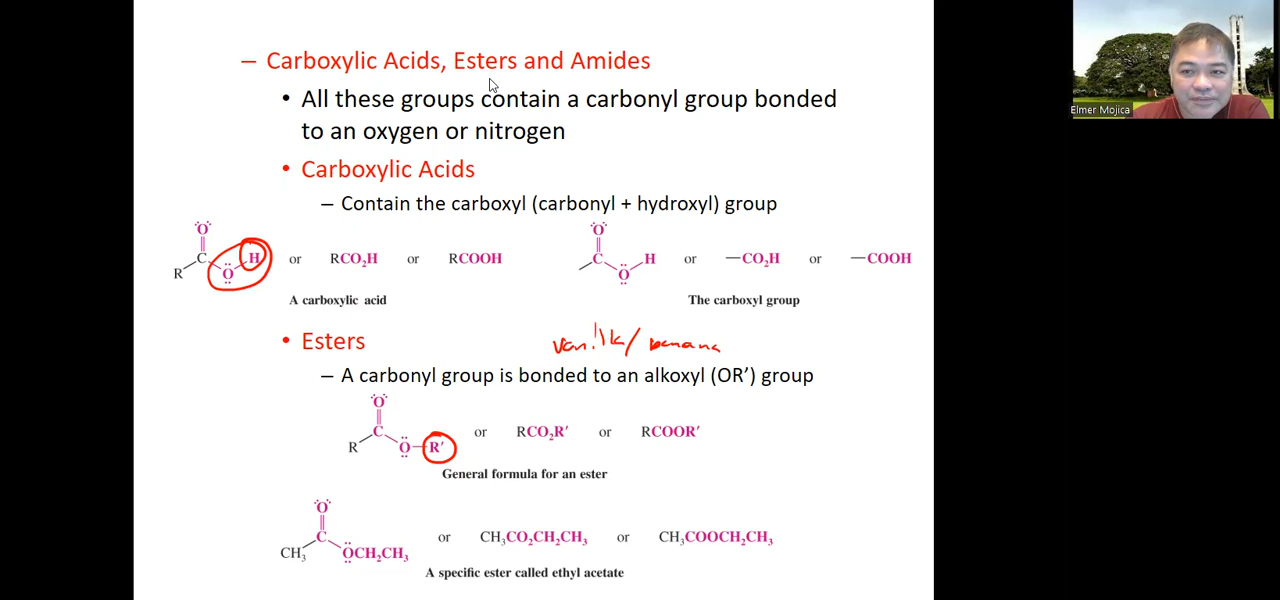 – Carboxylic Acids, Esters and Amides
• All these groups contain a carbonyl group bonded
to an oxygen or nitrogen
• Carboxylic Acids
– Contain the carboxyl (carbonyl + hydroxyl) group
O
R C O H or RCO₂H or RCOOH
A carboxylic acid
O
C O H or —CO₂H or —COOH
The carboxyl group
• Esters
vanilla/banana
– A carbonyl group is bonded to an alkoxyl (OR′) group
O
R C O—R′ or RCO₂R′ or RCOOR′
General formula for an ester
O
CH₃ C OCH₂CH₃ or CH₃CO₂CH₂CH₃ or CH₃COOCH₂CH₃
A specific ester called ethyl acetate
Elmer Mojica